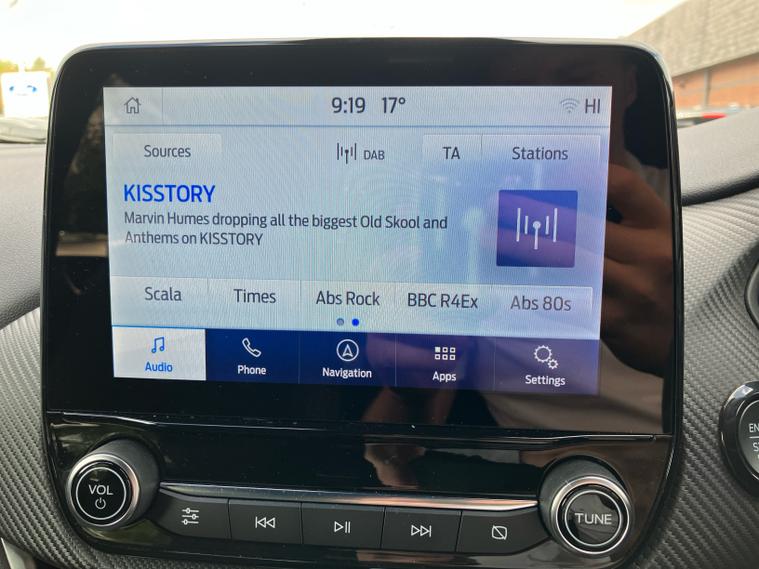 9:19 17° HI
Sources DAB TA Stations
KISSTORY
Marvin Humes dropping all the biggest Old Skool and
Anthems on KISSTORY
Scala Times Abs Rock BBC R4Ex Abs 80s
Audio Phone Navigation Apps Settings
VOL TUNE